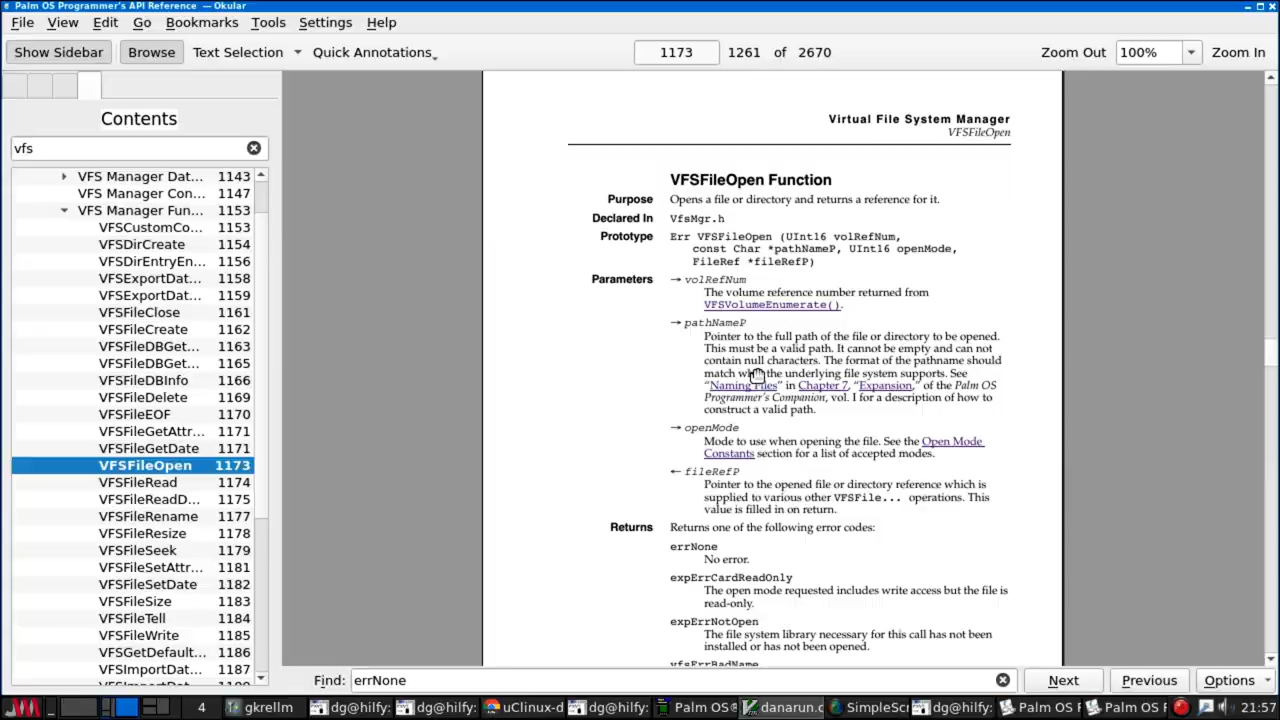 Palm OS Programmer's API Reference — Okular
File View Edit Go Bookmarks Tools Settings Help
Show Sidebar Browse Text Selection Quick Annotations 1173 1261 of 2670 Zoom Out 100% Zoom In
Contents
vfs
VFS Manager Dat... 1143
VFS Manager Con... 1147
VFS Manager Fun... 1153
VFSCustomCo... 1153
VFSDirCreate 1154
VFSDirEntryEn... 1156
VFSExportDat... 1158
VFSExportDat... 1159
VFSFileClose 1161
VFSFileCreate 1162
VFSFileDBGet... 1163
VFSFileDBGet... 1165
VFSFileDBInfo 1166
VFSFileDelete 1169
VFSFileEOF 1170
VFSFileGetAttr... 1171
VFSFileGetDate 1171
VFSFileOpen 1173
VFSFileRead 1174
VFSFileReadD... 1175
VFSFileRename 1177
VFSFileResize 1178
VFSFileSeek 1179
VFSFileSetAttr... 1181
VFSFileSetDate 1182
VFSFileSize 1183
VFSFileTell 1184
VFSFileWrite 1185
VFSGetDefault... 1186
VFSImportDat... 1187
Virtual File System Manager
VFSFileOpen
VFSFileOpen Function
Purpose Opens a file or directory and returns a reference for it.
Declared In VfsMgr.h
Prototype Err VFSFileOpen (UInt16 volRefNum,
const Char *pathNameP, UInt16 openMode,
FileRef *fileRefP)
Parameters → volRefNum
The volume reference number returned from
VFSVolumeEnumerate().
→ pathNameP
Pointer to the full path of the file or directory to be opened.
This must be a valid path. It cannot be empty and can not
contain null characters. The format of the pathname should
match what the underlying file system supports. See
“Naming Files” in Chapter 7, “Expansion,” of the Palm OS
Programmer's Companion, vol. I for a description of how to
construct a valid path.
→ openMode
Mode to use when opening the file. See the Open Mode
Constants section for a list of accepted modes.
← fileRefP
Pointer to the opened file or directory reference which is
supplied to various other VFSFile... operations. This
value is filled in on return.
Returns Returns one of the following error codes:
errNone
No error.
expErrCardReadOnly
The open mode requested includes write access but the file is
read-only.
expErrNotOpen
The file system library necessary for this call has not been
installed or has not been opened.
vfsErrBadName
Find: errNone Next Previous Options
4 gkrellm dg@hilfy: dg@hilfy: uClinux-d dg@hilfy: Palm OS® danarun.c SimpleScr dg@hilfy: Palm OS P Palm OS P 21:57